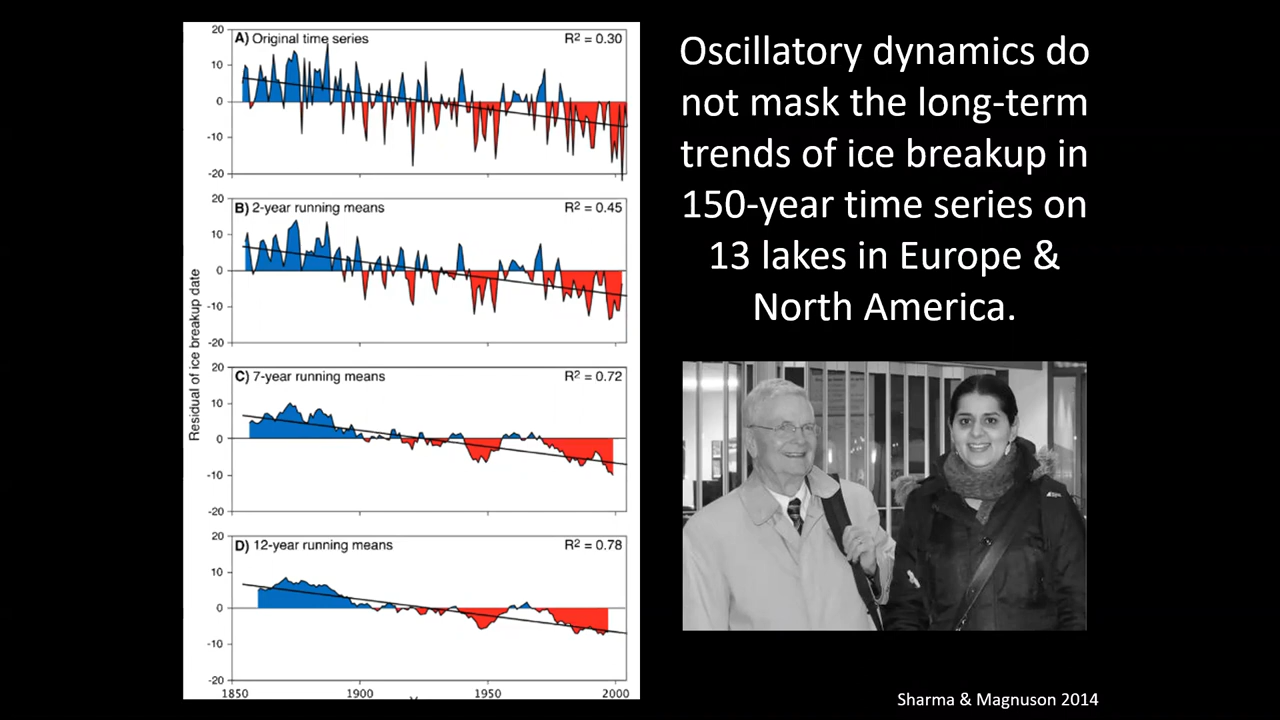 A) Original time series
R² = 0.30
20
10
0
-10
-20
B) 2-year running means
R² = 0.45
20
10
0
-10
-20
C) 7-year running means
R² = 0.72
20
10
0
-10
-20
D) 12-year running means
R² = 0.78
20
10
0
-10
-20
1850
1900
1950
2000
Residual of ice breakup date
Oscillatory dynamics do
not mask the long-term
trends of ice breakup in
150-year time series on
13 lakes in Europe &
North America.
Sharma & Magnuson 2014